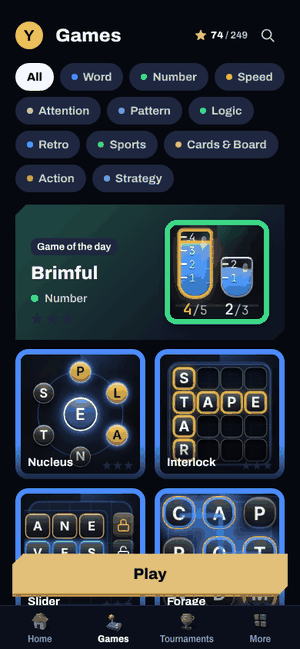 Y Games 74 / 249
All Word Number Speed
Attention Pattern Logic
Retro Sports Cards & Board
Action Strategy
Game of the day
Brimful
Number
4
3
2
1
2
1
4/5 2/3
P
S L
E
T A
N
Nucleus
S
T A P E
A
R
Interlock
A N E
V E S
Slider
C A P
Forage
Play
Home Games Tournaments More